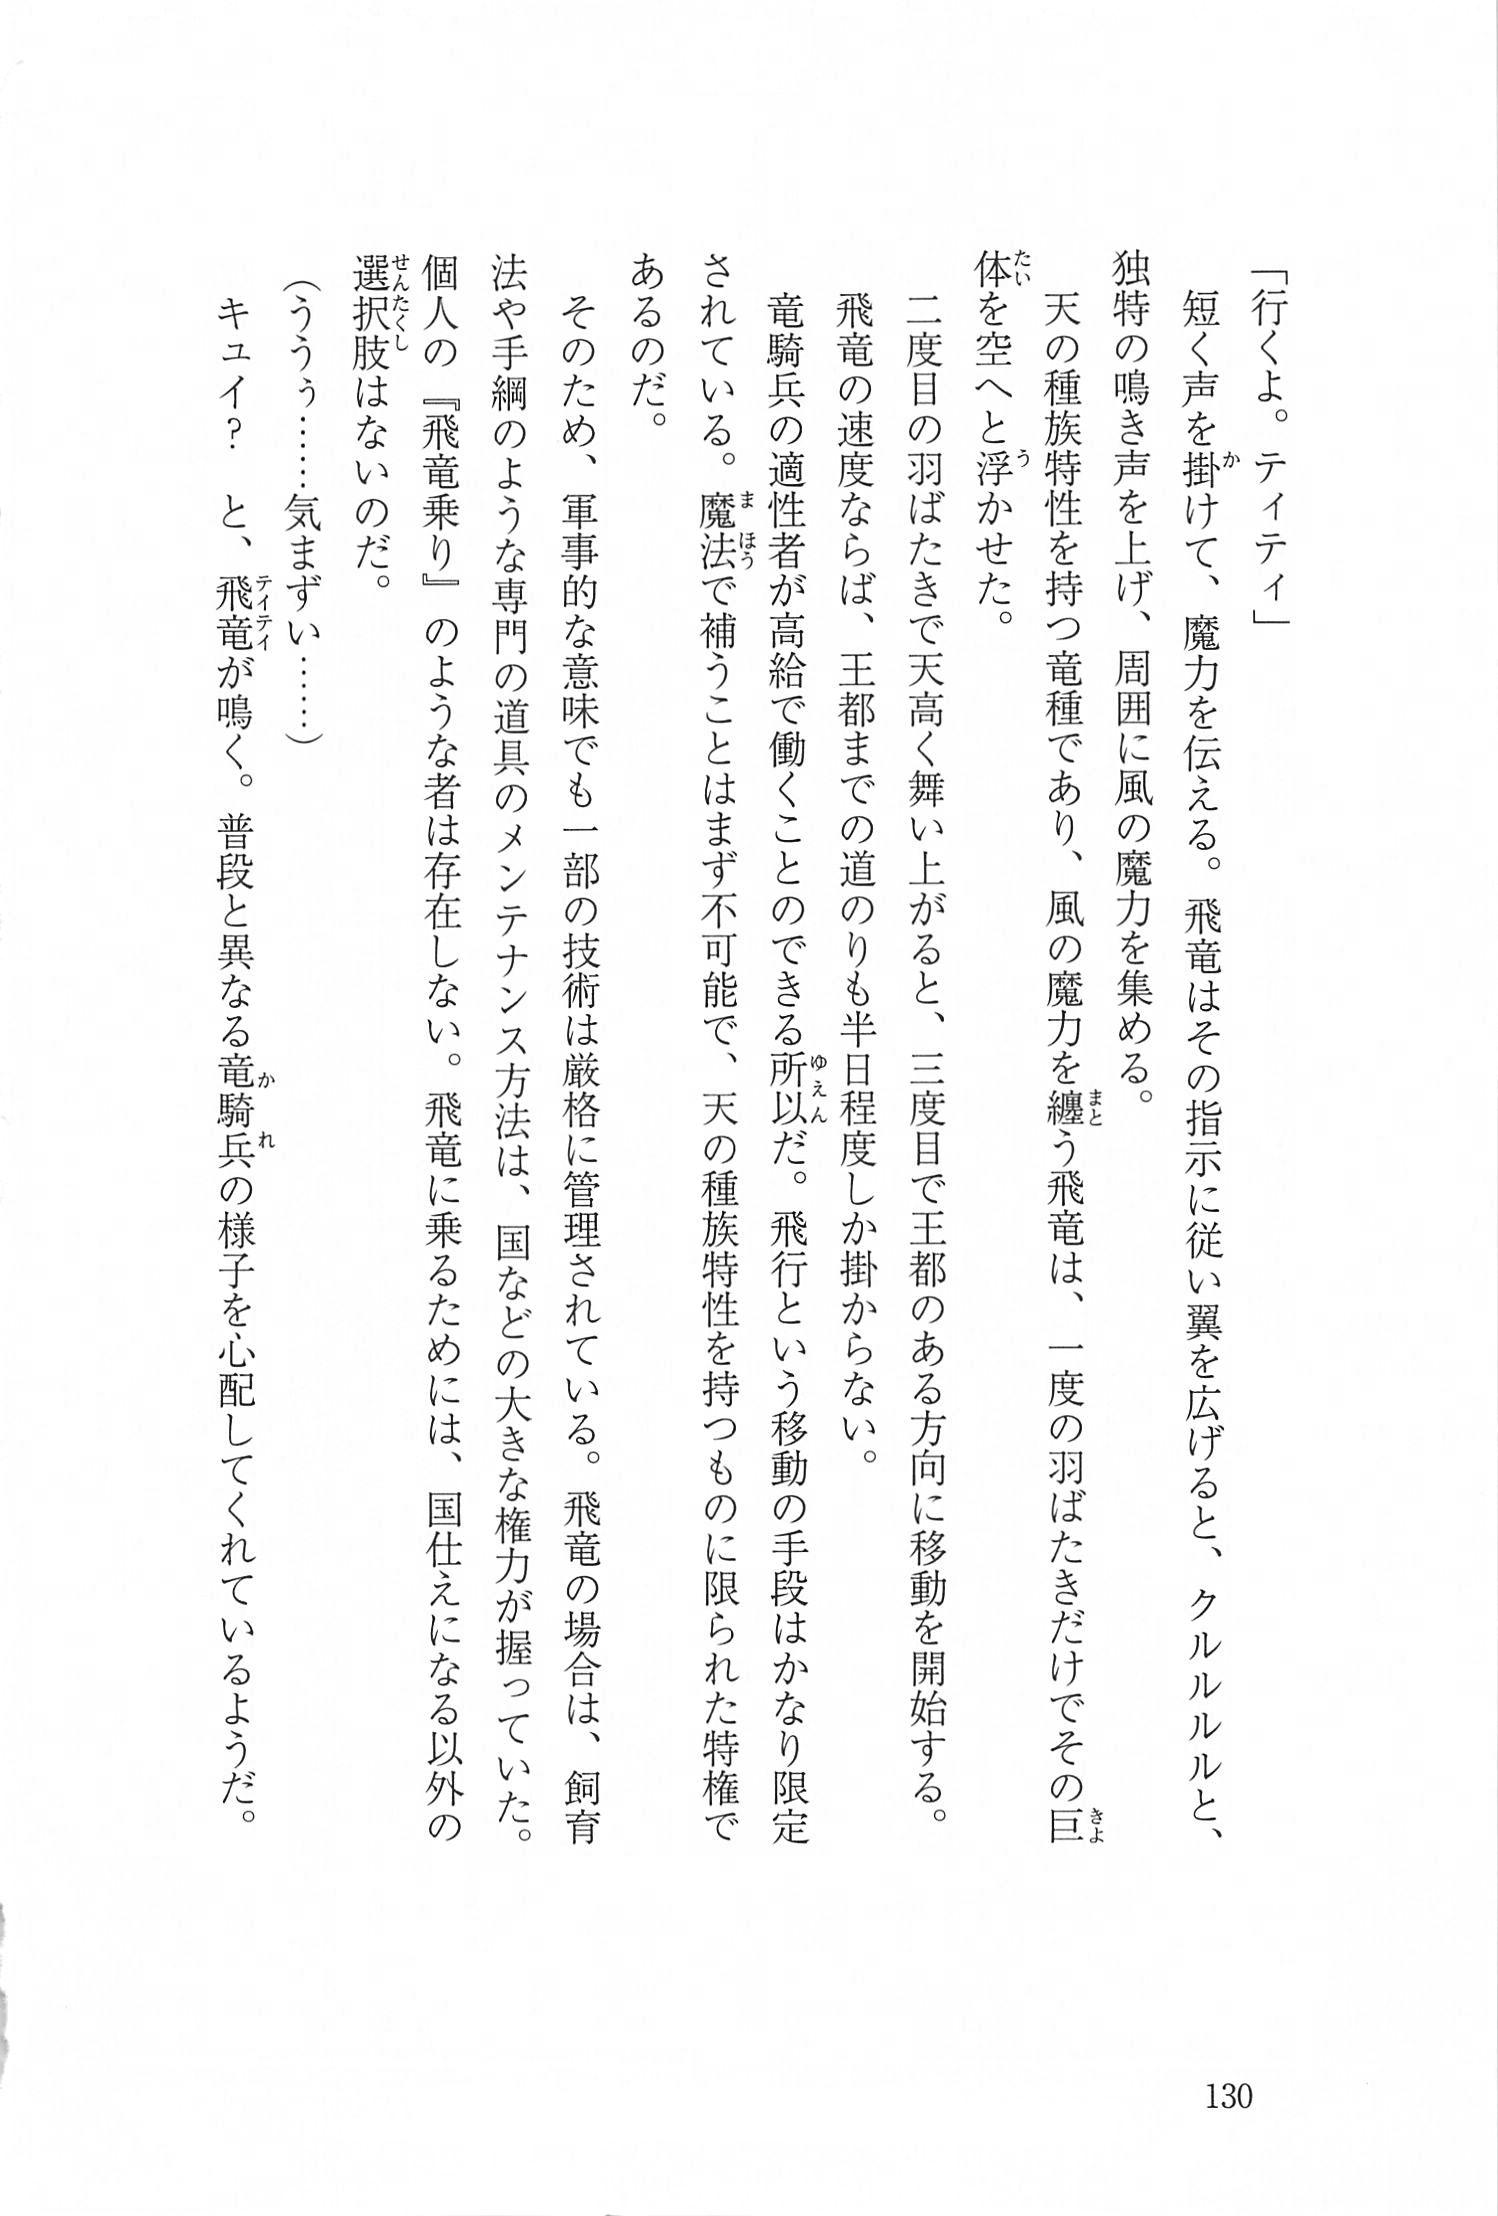 「行くよ。ティティ」
　短く声を掛けて、魔力を伝える。飛竜はその指示に従い翼を広げると、クルルルルと、
独特の鳴き声を上げ、周囲に風の魔力を集める。
　天の種族特性を持つ竜種であり、風の魔力を纏う飛竜は、一度の羽ばたきだけでその巨
体を空へと浮かせた。
　二度目の羽ばたきで天高く舞い上がると、三度目で王都のある方向に移動を開始する。
　飛竜の速度ならば、王都までの道のりも半日程度しか掛からない。
　竜騎兵の適性者が高給で働くことのできる所以だ。飛行という移動の手段はかなり限定
されている。魔法で補うことはまず不可能で、天の種族特性を持つものに限られた特権で
あるのだ。
　そのため、軍事的な意味でも一部の技術は厳格に管理されている。飛竜の場合は、飼育
法や手綱のような専門の道具のメンテナンス方法は、国などの大きな権力が握っていた。
個人の『飛竜乗り』のような者は存在しない。飛竜に乗るためには、国仕えになる以外の
選択肢はないのだ。
（ううぅ……気まずい……）
　キュイ？　と、飛竜が鳴く。普段と異なる竜騎兵の様子を心配してくれているようだ。
130